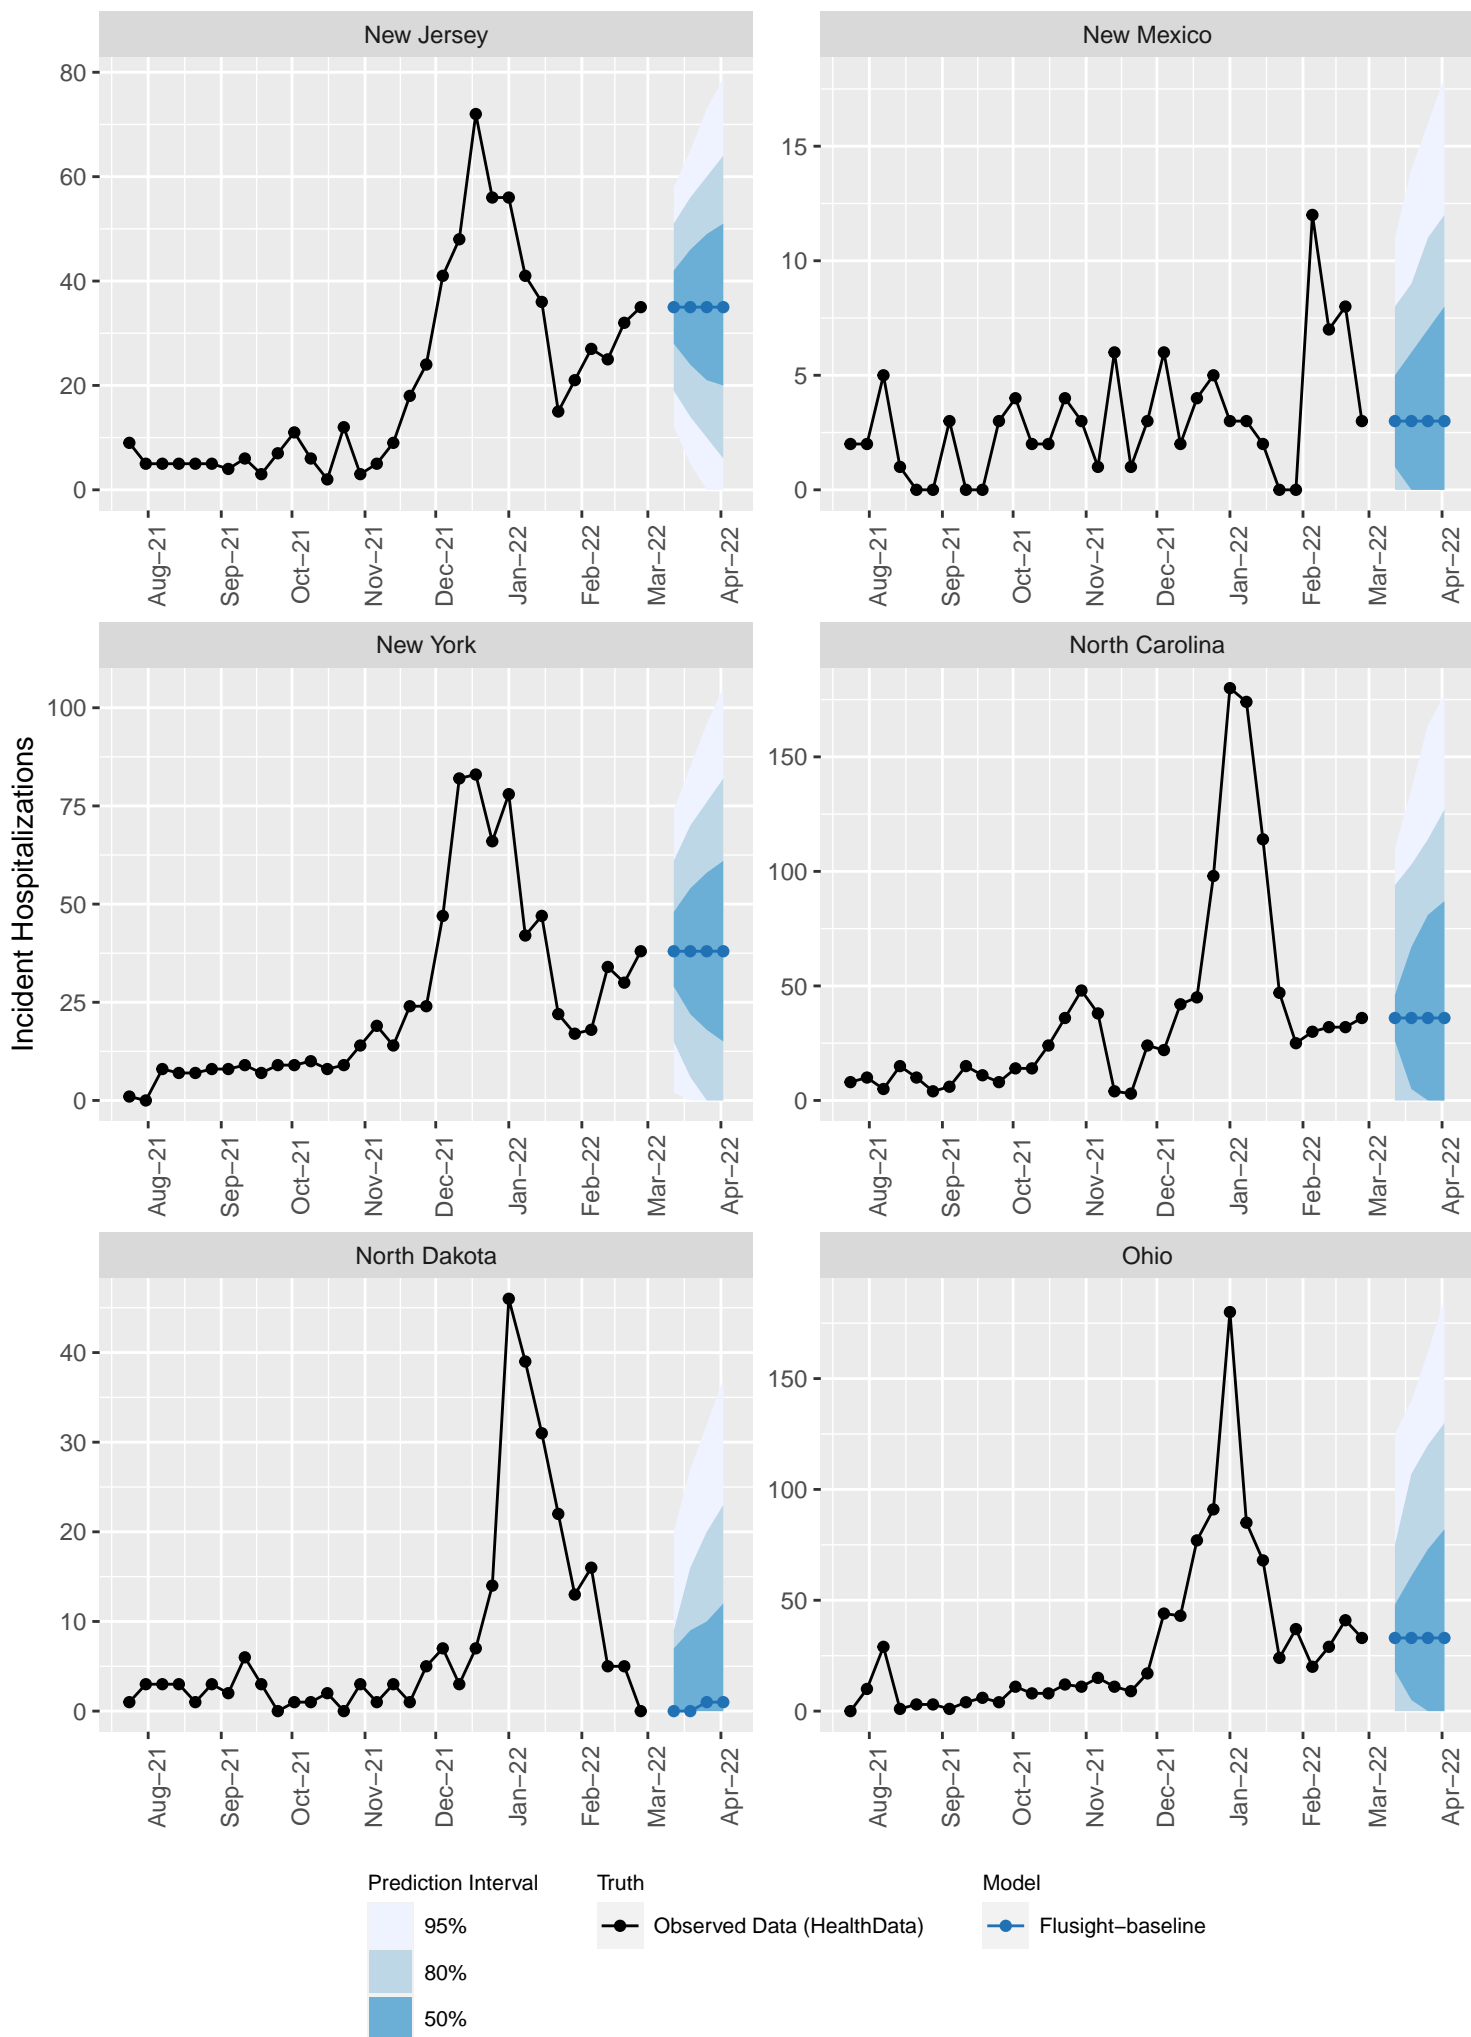 New Jersey
New Mexico
80
60
40
20
0
15
10
5
0
Aug−21
Sep−21
Oct−21
Nov−21
Dec−21
Jan−22
Feb−22
Mar−22
Apr−22
Aug−21
Sep−21
Oct−21
Nov−21
Dec−21
Jan−22
Feb−22
Mar−22
Apr−22
Incident Hospitalizations
New York
North Carolina
100
75
50
25
0
150
100
50
0
Aug−21
Sep−21
Oct−21
Nov−21
Dec−21
Jan−22
Feb−22
Mar−22
Apr−22
Aug−21
Sep−21
Oct−21
Nov−21
Dec−21
Jan−22
Feb−22
Mar−22
Apr−22
North Dakota
Ohio
40
30
20
10
0
150
100
50
0
Aug−21
Sep−21
Oct−21
Nov−21
Dec−21
Jan−22
Feb−22
Mar−22
Apr−22
Aug−21
Sep−21
Oct−21
Nov−21
Dec−21
Jan−22
Feb−22
Mar−22
Apr−22
Prediction Interval
95%
80%
50%
Truth
Observed Data (HealthData)
Model
Flusight−baseline